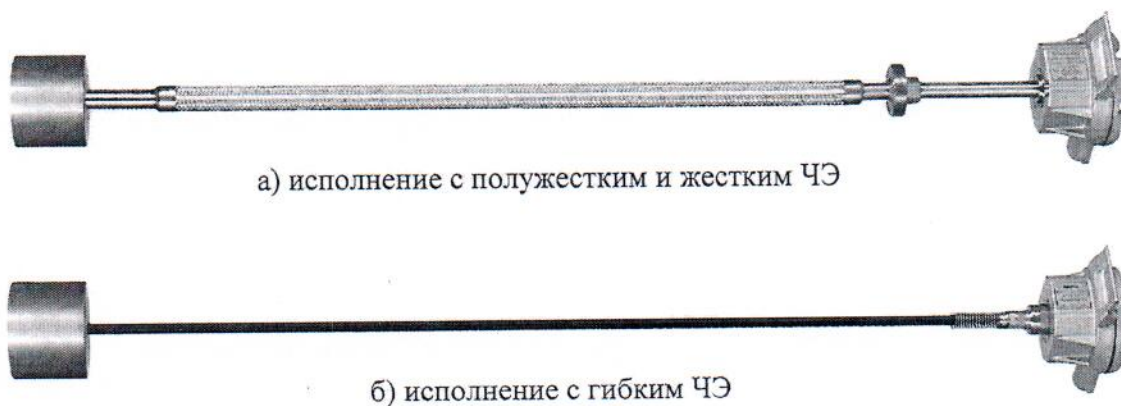 а) исполнение с полужестким и жестким ЧЭ
б) исполнение с гибким ЧЭ